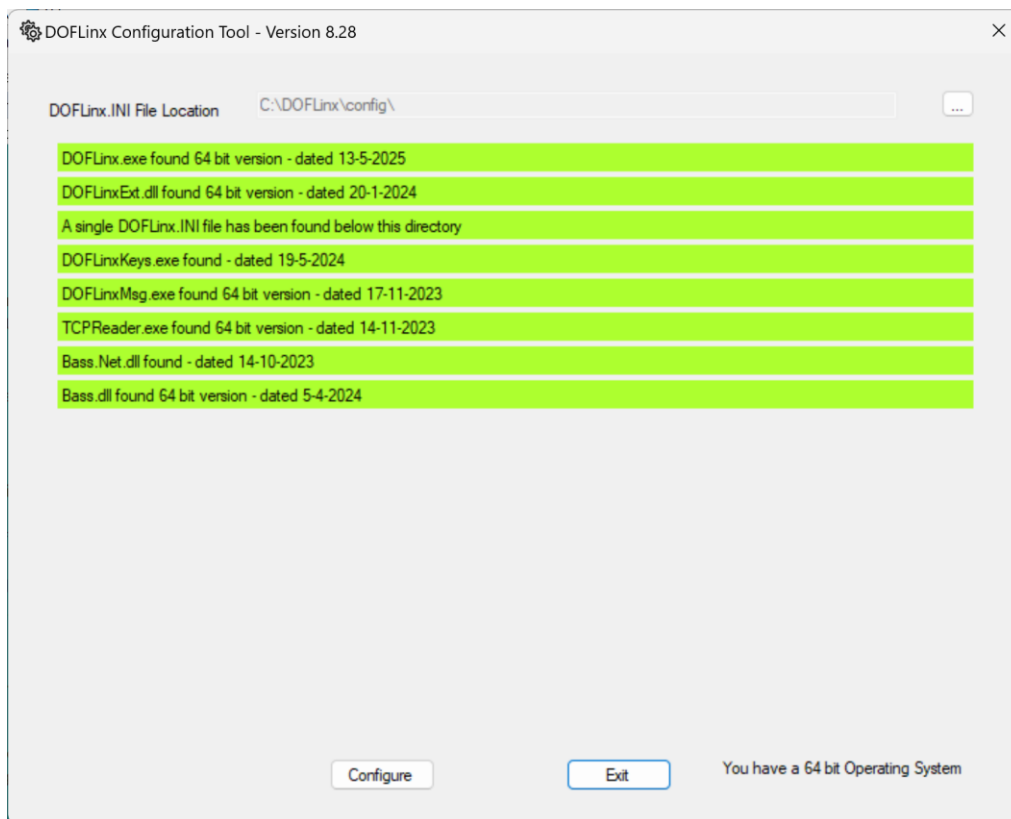 DOFLinx Configuration Tool - Version 8.28
DOFLinx.INI File Location
C:\DOFLinx\config\
...
DOFLinx.exe found 64 bit version - dated 13-5-2025
DOFLinxExt.dll found 64 bit version - dated 20-1-2024
A single DOFLinx.INI file has been found below this directory
DOFLinxKeys.exe found - dated 19-5-2024
DOFLinxMsg.exe found 64 bit version - dated 17-11-2023
TCPReader.exe found 64 bit version - dated 14-11-2023
Bass.Net.dll found - dated 14-10-2023
Bass.dll found 64 bit version - dated 5-4-2024
Configure
Exit
You have a 64 bit Operating System